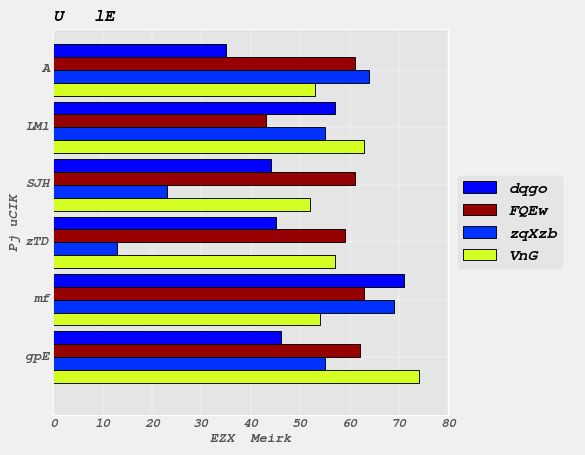 U   lE
A
LMl
SJH
zTD
mf
gpE
Pj uCIK
0 10 20 30 40 50 60 70 80
EZX  Meirk
dqgo
FQEw
zqXzb
VnG